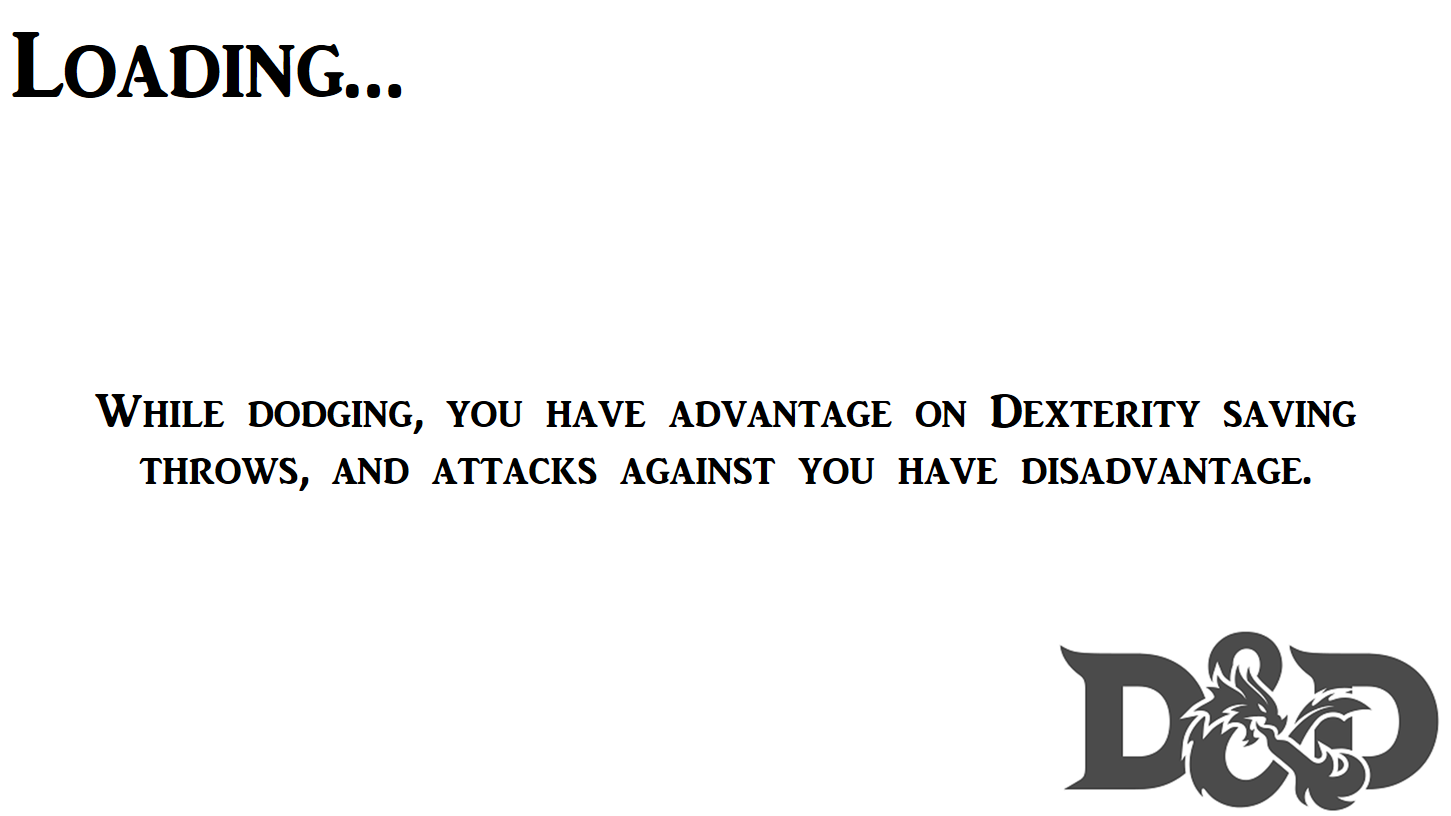 Loading...
While dodging, you have advantage on Dexterity saving
throws, and attacks against you have disadvantage.
D&D